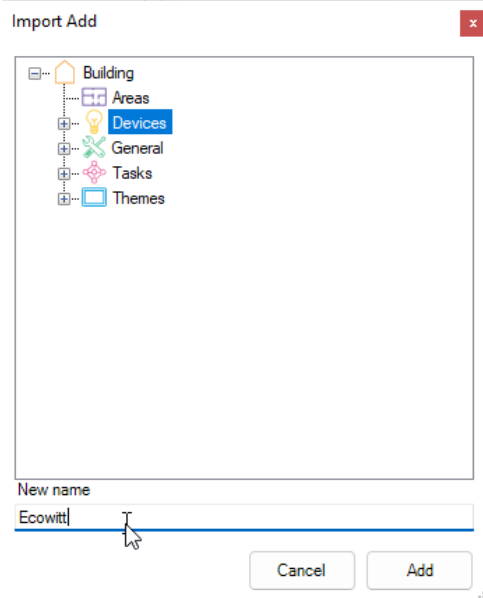 Import Add
x
Building
Areas
Devices
General
Tasks
Themes
New name
Ecowitt
Cancel Add